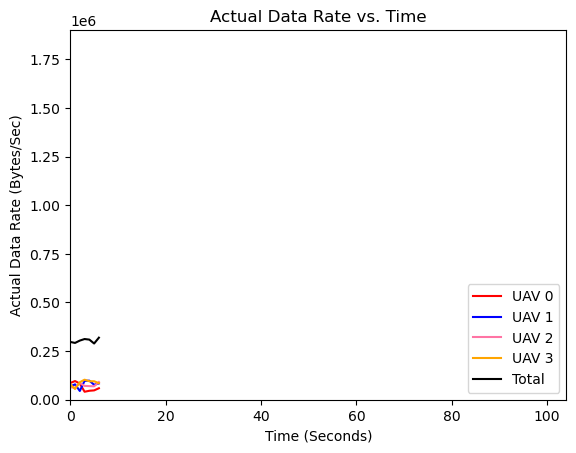 Actual Data Rate vs. Time
1e6
Actual Data Rate (Bytes/Sec)
1.75
1.50
1.25
1.00
0.75
0.50
0.25
0.00
0 20 40 60 80 100
Time (Seconds)
UAV 0
UAV 1
UAV 2
UAV 3
Total